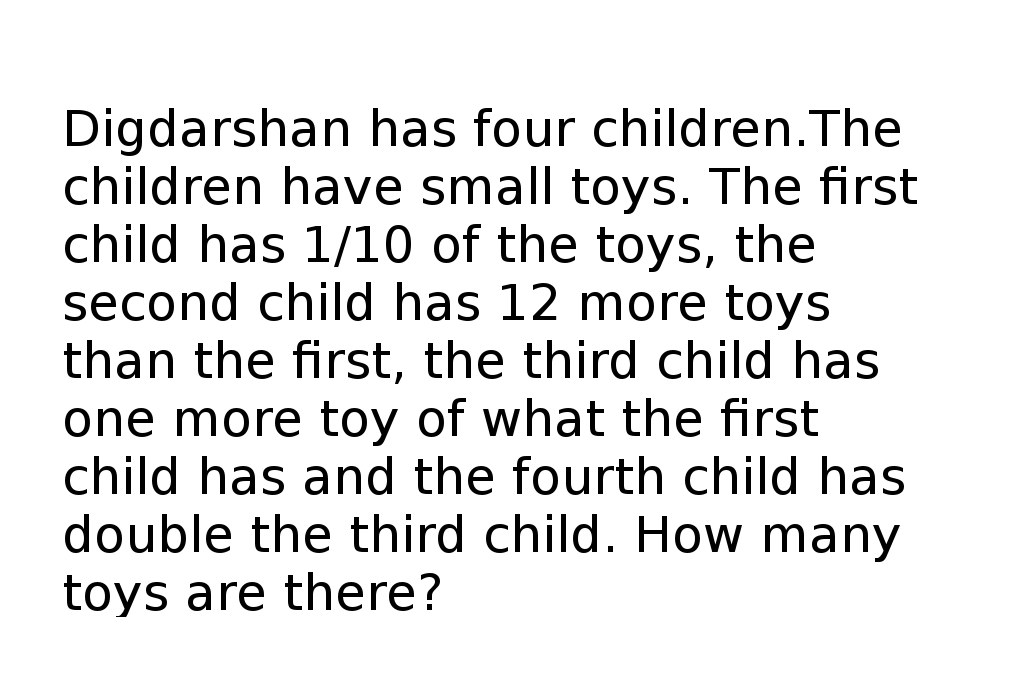 Digdarshan has four children.The
children have small toys. The first
child has 1/10 of the toys, the
second child has 12 more toys
than the first, the third child has
one more toy of what the first
child has and the fourth child has
double the third child. How many
toys are there?